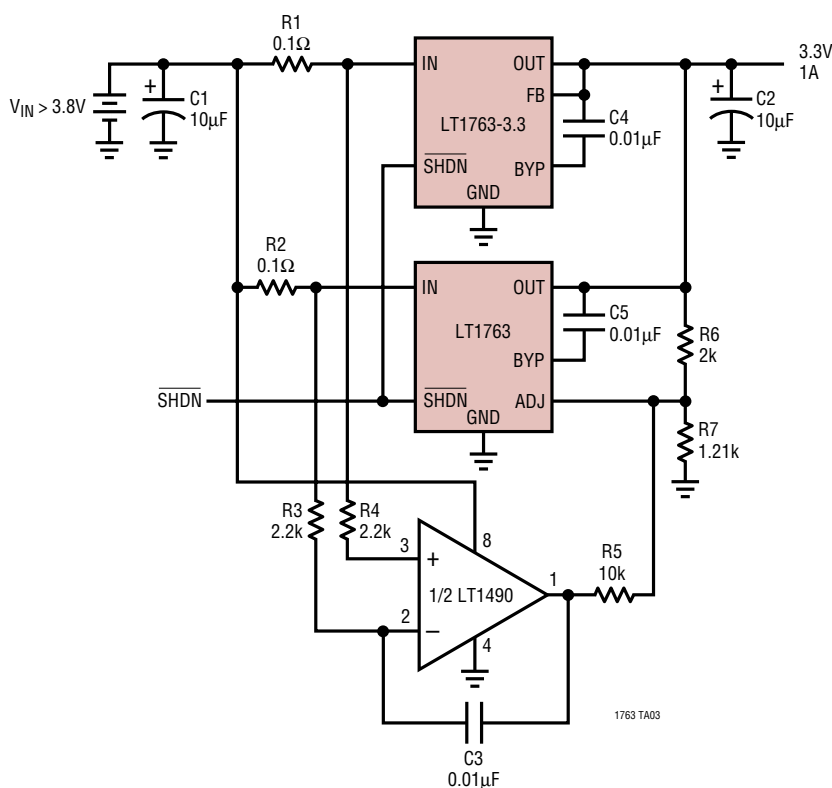 R1
0.1Ω
3.3V
1A
IN
OUT
VIN > 3.8V
+
C1
10μF
FB
LT1763-3.3
C4
0.01μF
+
C2
10μF
SHDN
BYP
GND
R2
0.1Ω
IN
OUT
LT1763
C5
0.01μF
BYP
R6
2k
SHDN
SHDN
ADJ
GND
R7
1.21k
R3
2.2k
R4
2.2k
3
+
8
1/2 LT1490
1
R5
10k
2
–
4
1763 TA03
C3
0.01μF